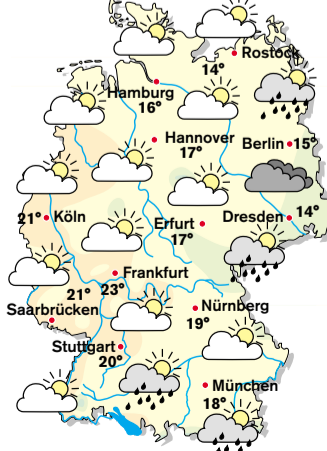 Rostock
14°
Hamburg
16°
Hannover
17°
Berlin 15°
21° Köln
Erfurt
17°
Dresden 14°
Frankfurt
23°
21°
Saarbrücken
Nürnberg
19°
Stuttgart
20°
München
18°